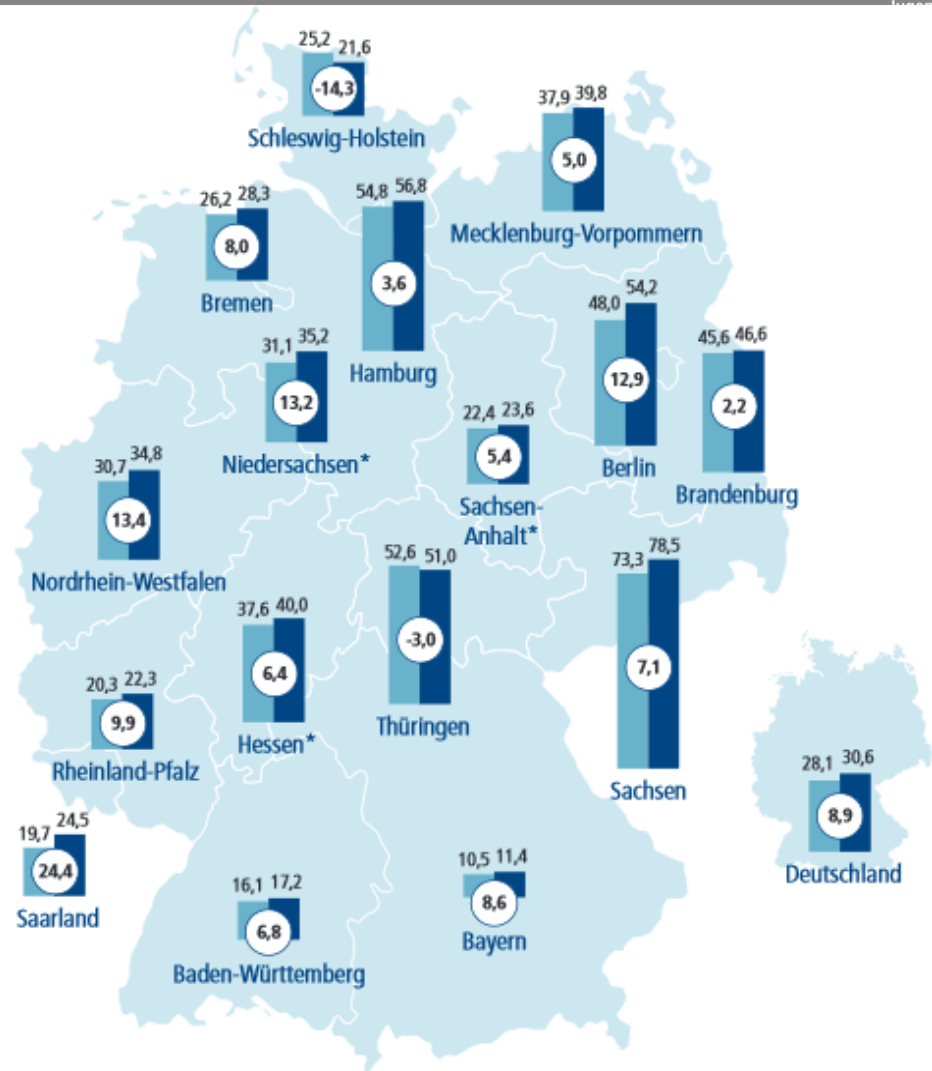 25,2 21,6
-14,3
Schleswig-Holstein
37,9 39,8
5,0
Mecklenburg-Vorpommern
26,2 28,3
8,0
Bremen
54,8 56,8
3,6
Hamburg
48,0 54,2
12,9
Berlin
45,6 46,6
2,2
Brandenburg
31,1 35,2
13,2
Niedersachsen*
22,4 23,6
5,4
Sachsen-
Anhalt*
30,7 34,8
13,4
Nordrhein-Westfalen
52,6 51,0
-3,0
Thüringen
73,3 78,5
7,1
Sachsen
37,6 40,0
6,4
Hessen*
20,3 22,3
9,9
Rheinland-Pfalz
28,1 30,6
8,9
Deutschland
19,7 24,5
24,4
Saarland
16,1 17,2
6,8
Baden-Württemberg
10,5 11,4
8,6
Bayern